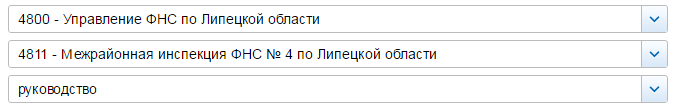 4800 - Управление ФНС по Липецкой области
4811 - Межрайонная инспекция ФНС № 4 по Липецкой области
руководство